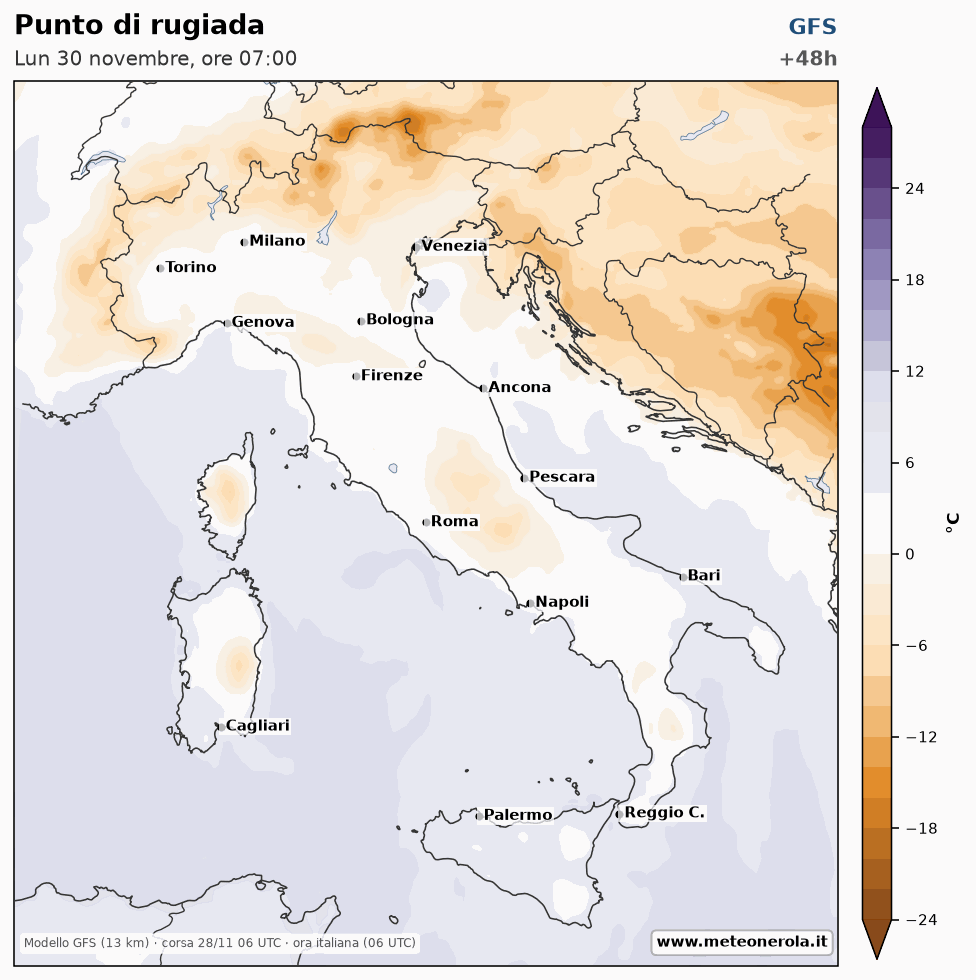 Punto di rugiada
GFS
Lun 30 novembre, ore 07:00
+48h
Milano
Venezia
Torino
Genova
Bologna
Firenze
Ancona
Pescara
Roma
Bari
Napoli
Cagliari
Palermo
Reggio C.
24
18
12
6
0
−6
−12
−18
−24
°C
Modello GFS (13 km) · corsa 28/11 06 UTC · ora italiana (06 UTC)
www.meteonerola.it